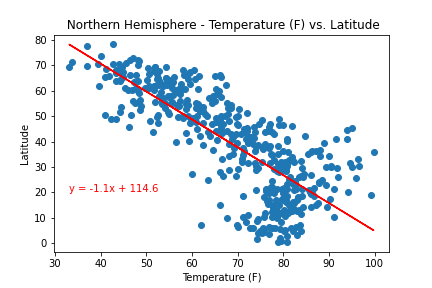 Northern Hemisphere - Temperature (F) vs. Latitude
80
70
60
50
40
30
20
10
0
Latitude
y = -1.1x + 114.6
30 40 50 60 70 80 90 100
Temperature (F)